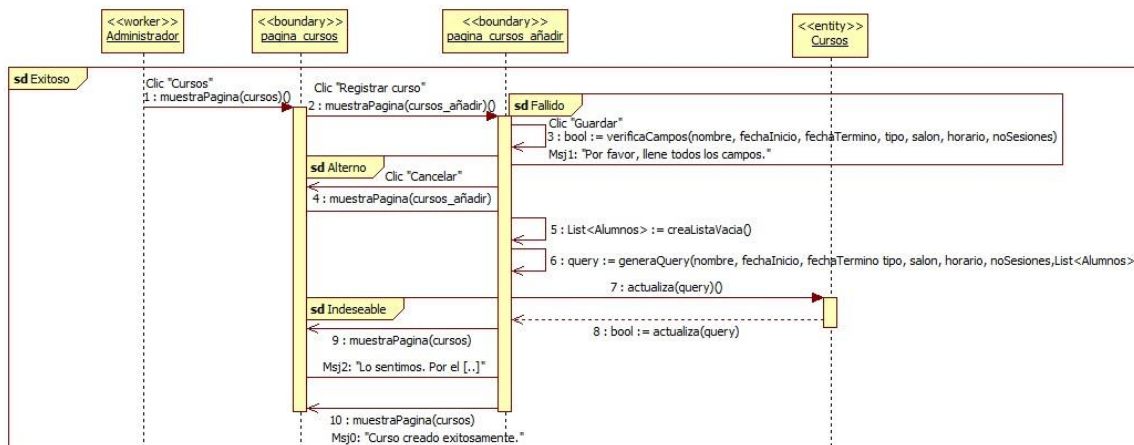 <<worker>>
Administrador
<<boundary>>
pagina_cursos
<<boundary>>
pagina_cursos_añadir
<<entity>>
Cursos
sd Exitoso
Clic "Cursos"
1 : muestraPagina(cursos)()
Clic "Registrar curso"
2 : muestraPagina(cursos_añadir)()
sd Fallido
Clic "Guardar"
3 : bool := verificaCampos(nombre, fechaInicio, fechaTermino, tipo, salon, horario, noSesiones)
Msj1: "Por favor, llene todos los campos."
sd Alterno
Clic "Cancelar"
4 : muestraPagina(cursos_añadir)
5 : List<Alumnos> := creaListaVacia()
6 : query := generaQuery(nombre, fechaInicio, fechaTermino tipo, salon, horario, noSesiones,List<Alumnos>
7 : actualiza(query)()
sd Indeseable
8 : bool := actualiza(query)
9 : muestraPagina(cursos)
Msj2: "Lo sentimos. Por el [..]"
10 : muestraPagina(cursos)
Msj0: "Curso creado exitosamente."